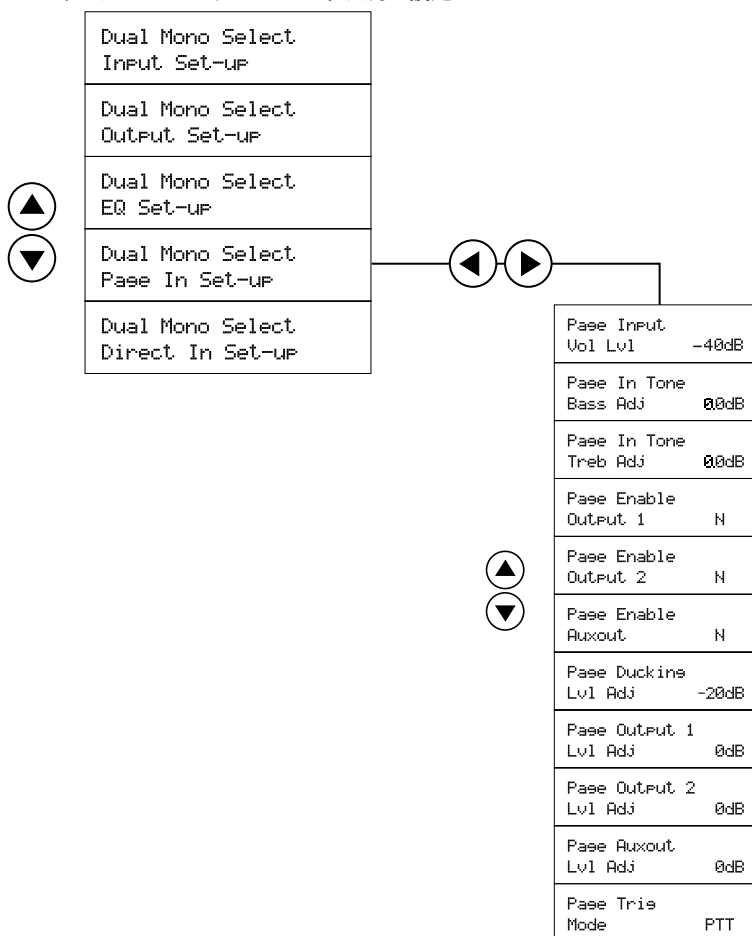 Dual Mono Select
Input Set-up
Dual Mono Select
Output Set-up
Dual Mono Select
EQ Set-up
Dual Mono Select
Page In Set-up
Dual Mono Select
Direct In Set-up
Page Input
Vol Lvl -40dB
Page In Tone
Bass Adj 0.0dB
Page In Tone
Treb Adj 0.0dB
Page Enable
Output 1 N
Page Enable
Output 2 N
Page Enable
Auxout N
Page Ducking
Lvl Adj -20dB
Page Output 1
Lvl Adj 0dB
Page Output 2
Lvl Adj 0dB
Page Auxout
Lvl Adj 0dB
Page Trig
Mode PTT